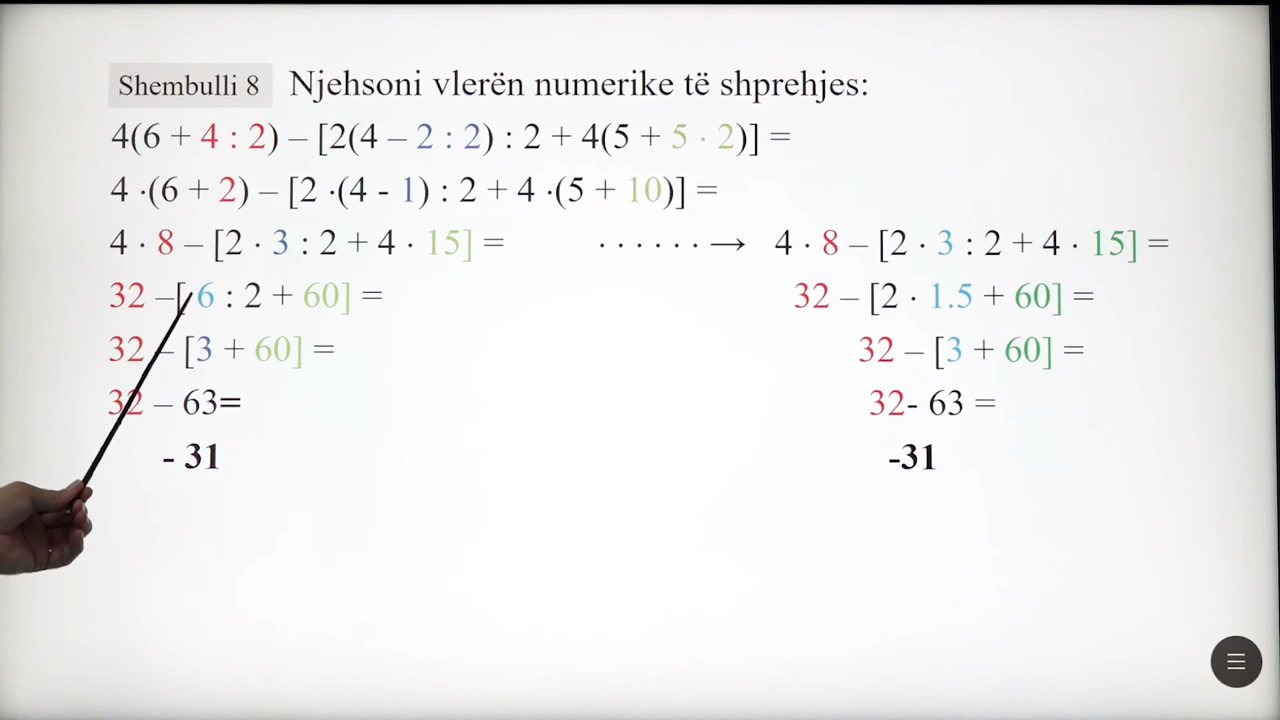 Shembulli 8 Njehsoni vlerën numerike të shprehjes:
4(6 + 4 : 2) – [2(4 – 2 : 2) : 2 + 4(5 + 5 · 2)] =
4 ·(6 + 2) – [2 ·(4 - 1) : 2 + 4 ·(5 + 10)] =
4 · 8 – [2 · 3 : 2 + 4 · 15] = · · · · · · → 4 · 8 – [2 · 3 : 2 + 4 · 15] =
32 –[ 6 : 2 + 60] = 32 – [2 · 1.5 + 60] =
32 – [3 + 60] = 32 – [3 + 60] =
32 – 63= 32- 63 =
- 31 -31